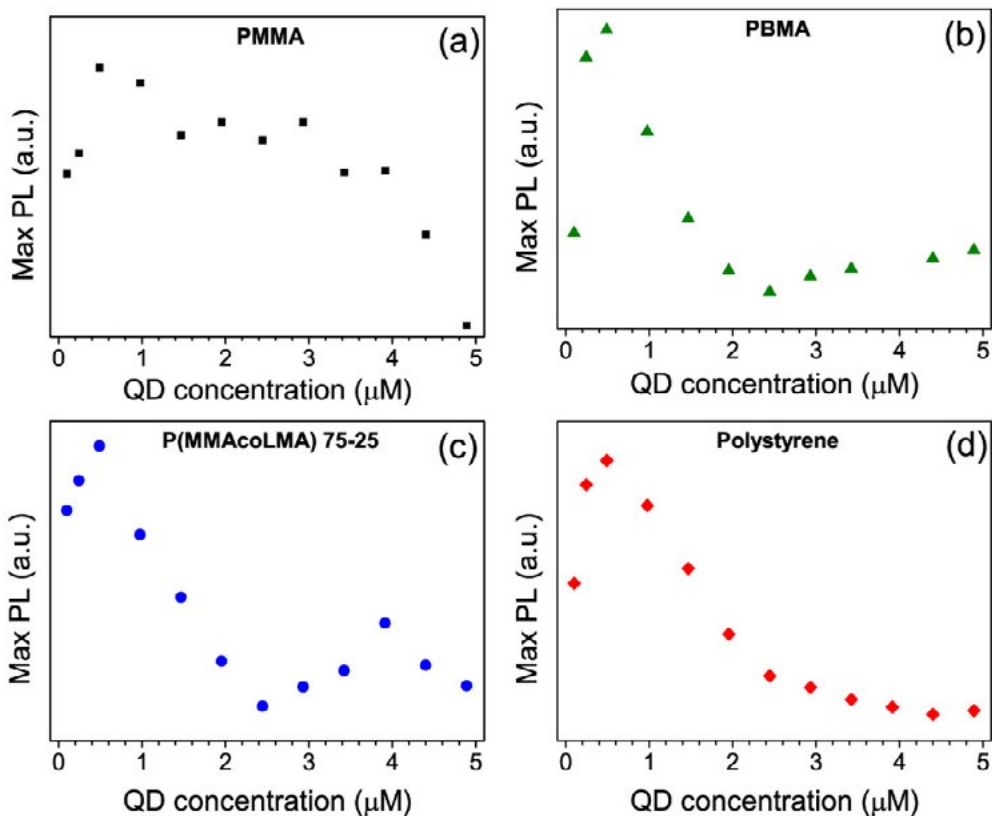 PMMA
(a)
Max PL (a.u.)
0 1 2 3 4 5
QD concentration (μM)
PBMA
(b)
Max PL (a.u.)
0 1 2 3 4 5
QD concentration (μM)
P(MMAcoLMA) 75-25
(c)
Max PL (a.u.)
0 1 2 3 4 5
QD concentration (μM)
Polystyrene
(d)
Max PL (a.u.)
0 1 2 3 4 5
QD concentration (μM)